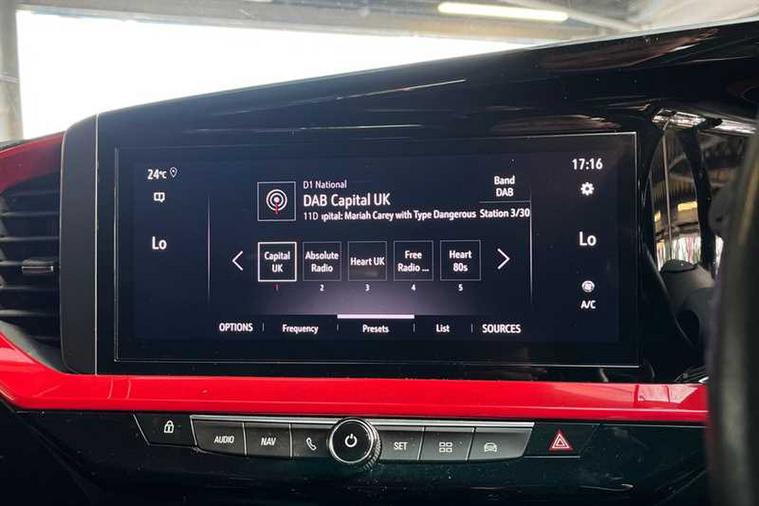 24°C
17:16
D1 National
DAB Capital UK
11D ıpital: Mariah Carey with Type Dangerous
Band
DAB
Station 3/30
Lo
Lo
Capital
UK
Absolute
Radio
Heart UK
Free
Radio ...
Heart
80s
1
2
3
4
5
A/C
OPTIONS
Frequency
Presets
List
SOURCES
AUDIO
NAV
SET